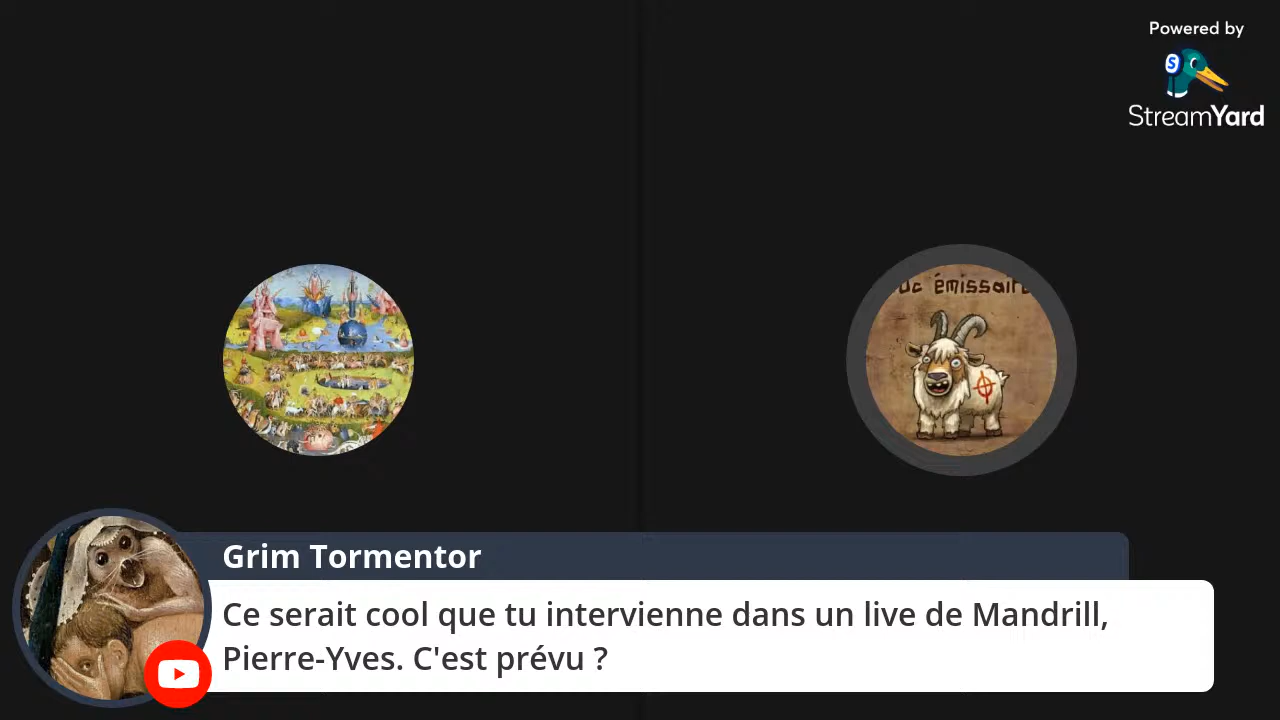 Powered by
S
StreamYard
émissaire
Grim Tormentor
Ce serait cool que tu intervienne dans un live de Mandrill,
Pierre-Yves. C'est prévu ?